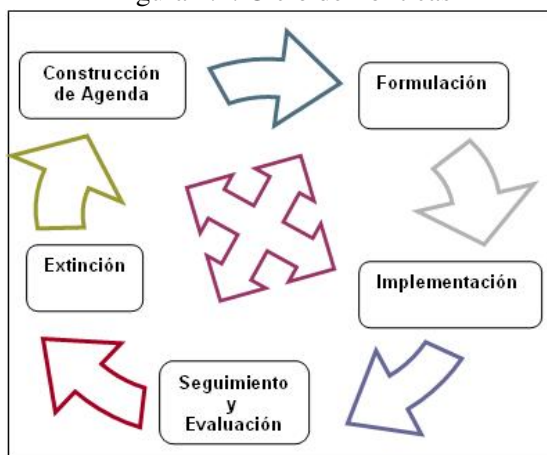 Construcción
de Agenda
Formulación
Extinción
Implementación
Seguimiento
y
Evaluación